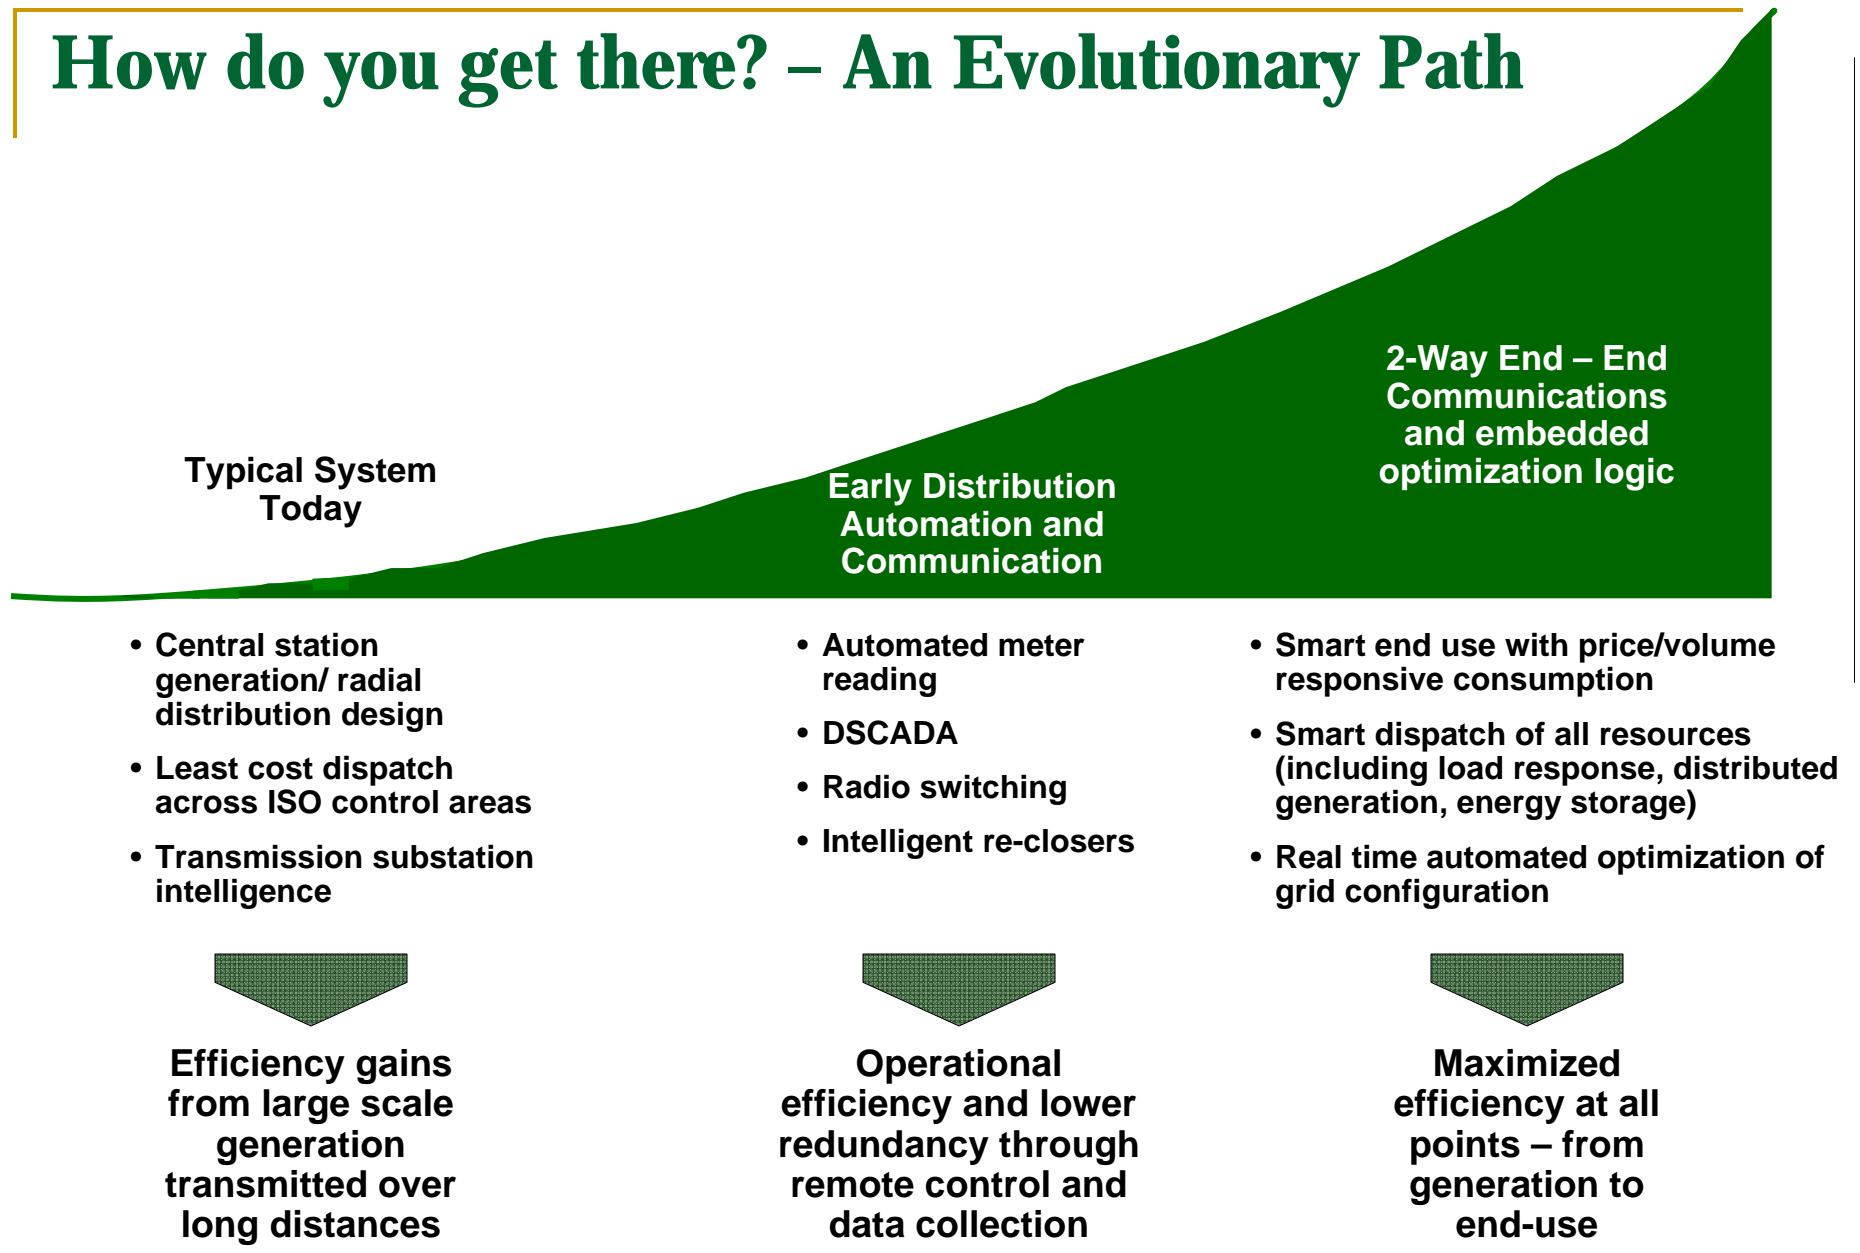 How do you get there? – An Evolutionary Path
Typical System
Today
Early Distribution
Automation and
Communication
2-Way End – End
Communications
and embedded
optimization logic
• Central station
generation/ radial
distribution design
• Least cost dispatch
across ISO control areas
• Transmission substation
intelligence
• Automated meter
reading
• DSCADA
• Radio switching
• Intelligent re-closers
• Smart end use with price/volume
responsive consumption
• Smart dispatch of all resources
(including load response, distributed
generation, energy storage)
• Real time automated optimization of
grid configuration
Efficiency gains
from large scale
generation
transmitted over
long distances
Operational
efficiency and lower
redundancy through
remote control and
data collection
Maximized
efficiency at all
points – from
generation to
end-use